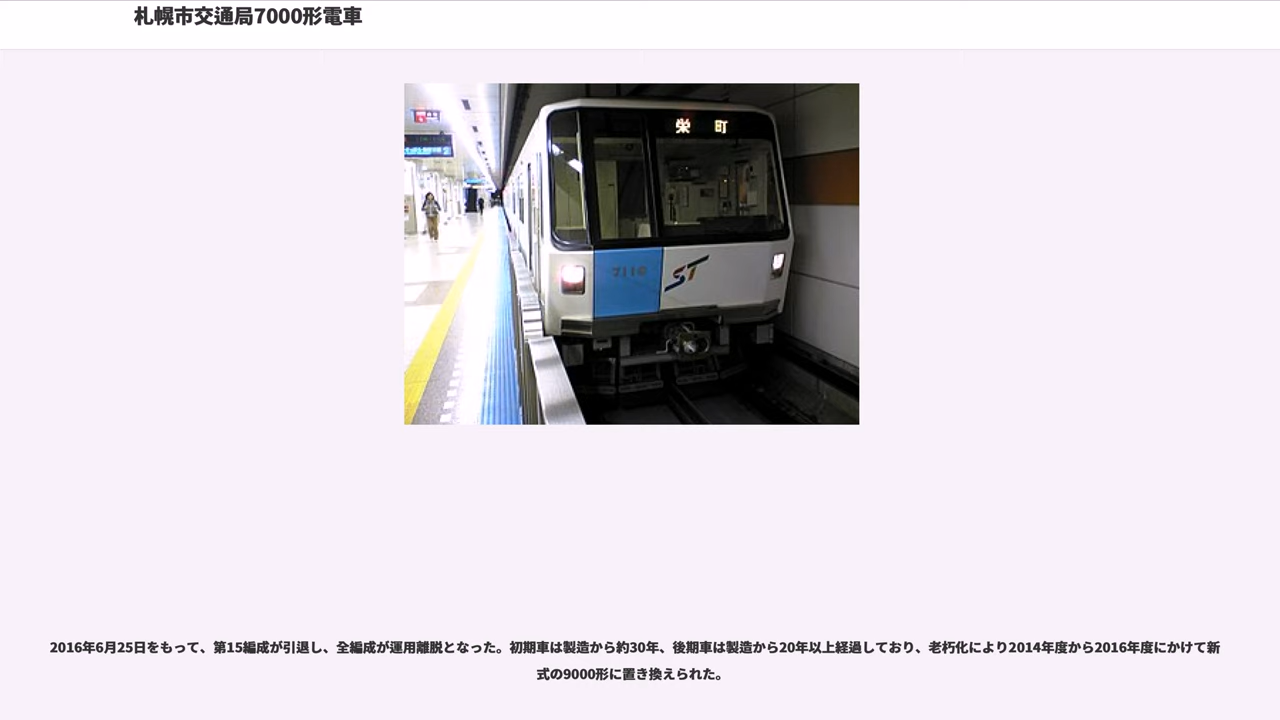 札幌市交通局7000形電車
栄 町
ST
2016年6月25日をもって、第15編成が引退し、全編成が運用離脱となった。初期車は製造から約30年、後期車は製造から20年以上経過しており、老朽化により2014年度から2016年度にかけて新
式の9000形に置き換えられた。